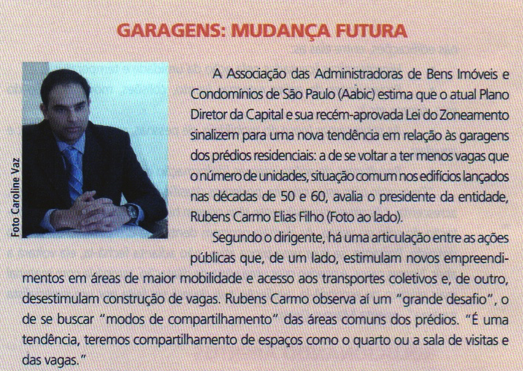 GARAGENS: MUDANÇA FUTURA
A Associação das Administradoras de Bens Imóveis e
Condomínios de São Paulo (Aabic) estima que o atual Plano
Diretor da Capital e sua recém-aprovada Lei do Zoneamento
sinalizem para uma nova tendência em relação às garagens
dos prédios residenciais: a de se voltar a ter menos vagas que
o número de unidades, situação comum nos edifícios lançados
nas décadas de 50 e 60, avalia o presidente da entidade,
Rubens Carmo Elias Filho (Foto ao lado).
Foto Caroline Vaz
Segundo o dirigente, há uma articulação entre as ações
públicas que, de um lado, estimulam novos empreendi-
mentos em áreas de maior mobilidade e acesso aos transportes coletivos e, de outro,
desestimulam construção de vagas. Rubens Carmo observa aí um “grande desafio”, o
de se buscar “modos de compartilhamento” das áreas comuns dos prédios. “É uma
tendência, teremos compartilhamento de espaços como o quarto ou a sala de visitas e
das vagas.”